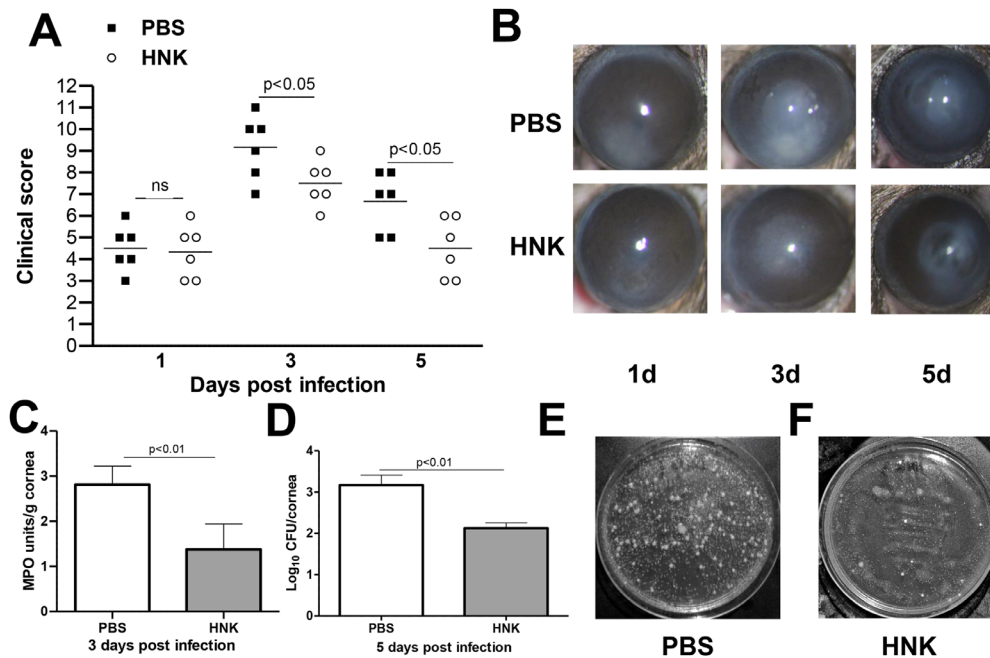 A
PBS
HNK
12
11
10
9
8
7
6
5
4
3
2
1
0
Clinical score
ns
p<0.05
p<0.05
1 3 5
Days post infection
B
PBS
HNK
1d 3d 5d
C
4
3
2
1
0
MPO units/g cornea
p<0.01
PBS HNK
3 days post infection
D
4
3
2
1
0
Log₁₀ CFU/cornea
p<0.01
PBS HNK
5 days post infection
E
PBS
F
HNK